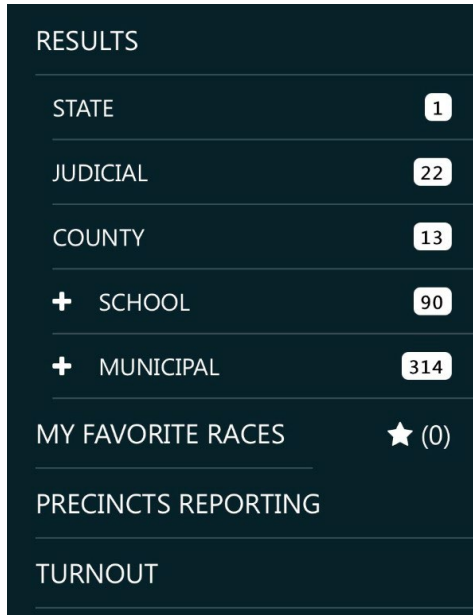 RESULTS
STATE 1
JUDICIAL 22
COUNTY 13
+ SCHOOL 90
+ MUNICIPAL 314
MY FAVORITE RACES ★ (0)
PRECINCTS REPORTING
TURNOUT